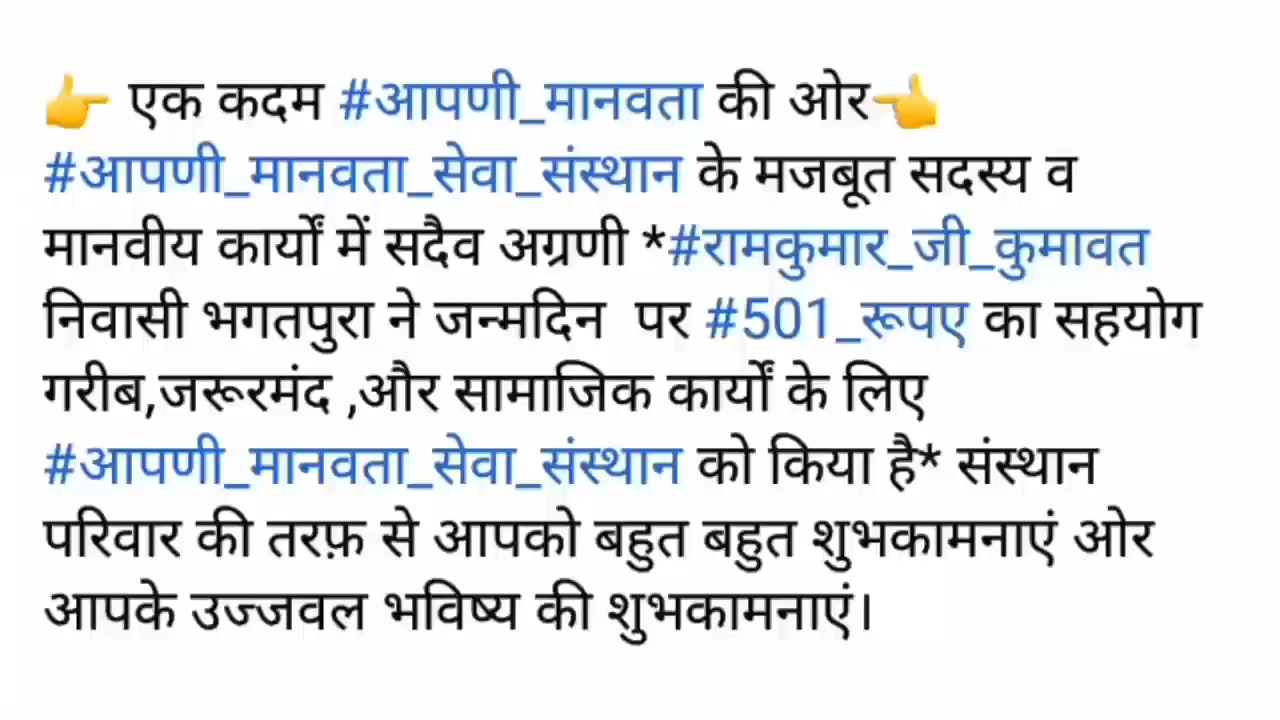 👉 एक कदम #आपणी_मानवता की ओर👈
#आपणी_मानवता_सेवा_संस्थान के मजबूत सदस्य व
मानवीय कार्यों में सदैव अग्रणी *#रामकुमार_जी_कुमावत
निवासी भगतपुरा ने जन्मदिन  पर #501_रूपए का सहयोग
गरीब,जरूरमंद ,और सामाजिक कार्यों के लिए
#आपणी_मानवता_सेवा_संस्थान को किया है* संस्थान
परिवार की तरफ़ से आपको बहुत बहुत शुभकामनाएं ओर
आपके उज्जवल भविष्य की शुभकामनाएं।